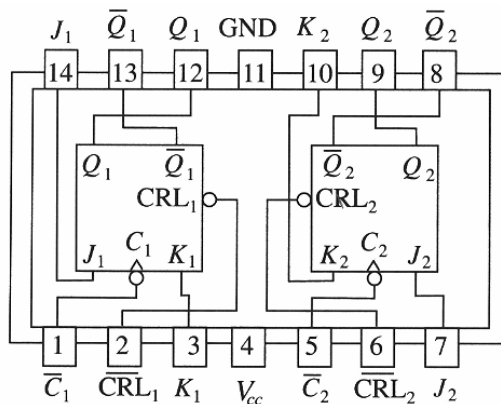 J₁ Q̅₁ Q₁ GND K₂ Q₂ Q̅₂
14 13 12 11 10 9 8
Q₁ Q̅₁ Q̅₂ Q₂
CRL₁ CRL₂
J₁ C₁ K₁ K₂ C₂ J₂
1 2 3 4 5 6 7
C̅₁ C̅R̅L̅₁ K₁ Vcc C̅₂ C̅R̅L̅₂ J₂